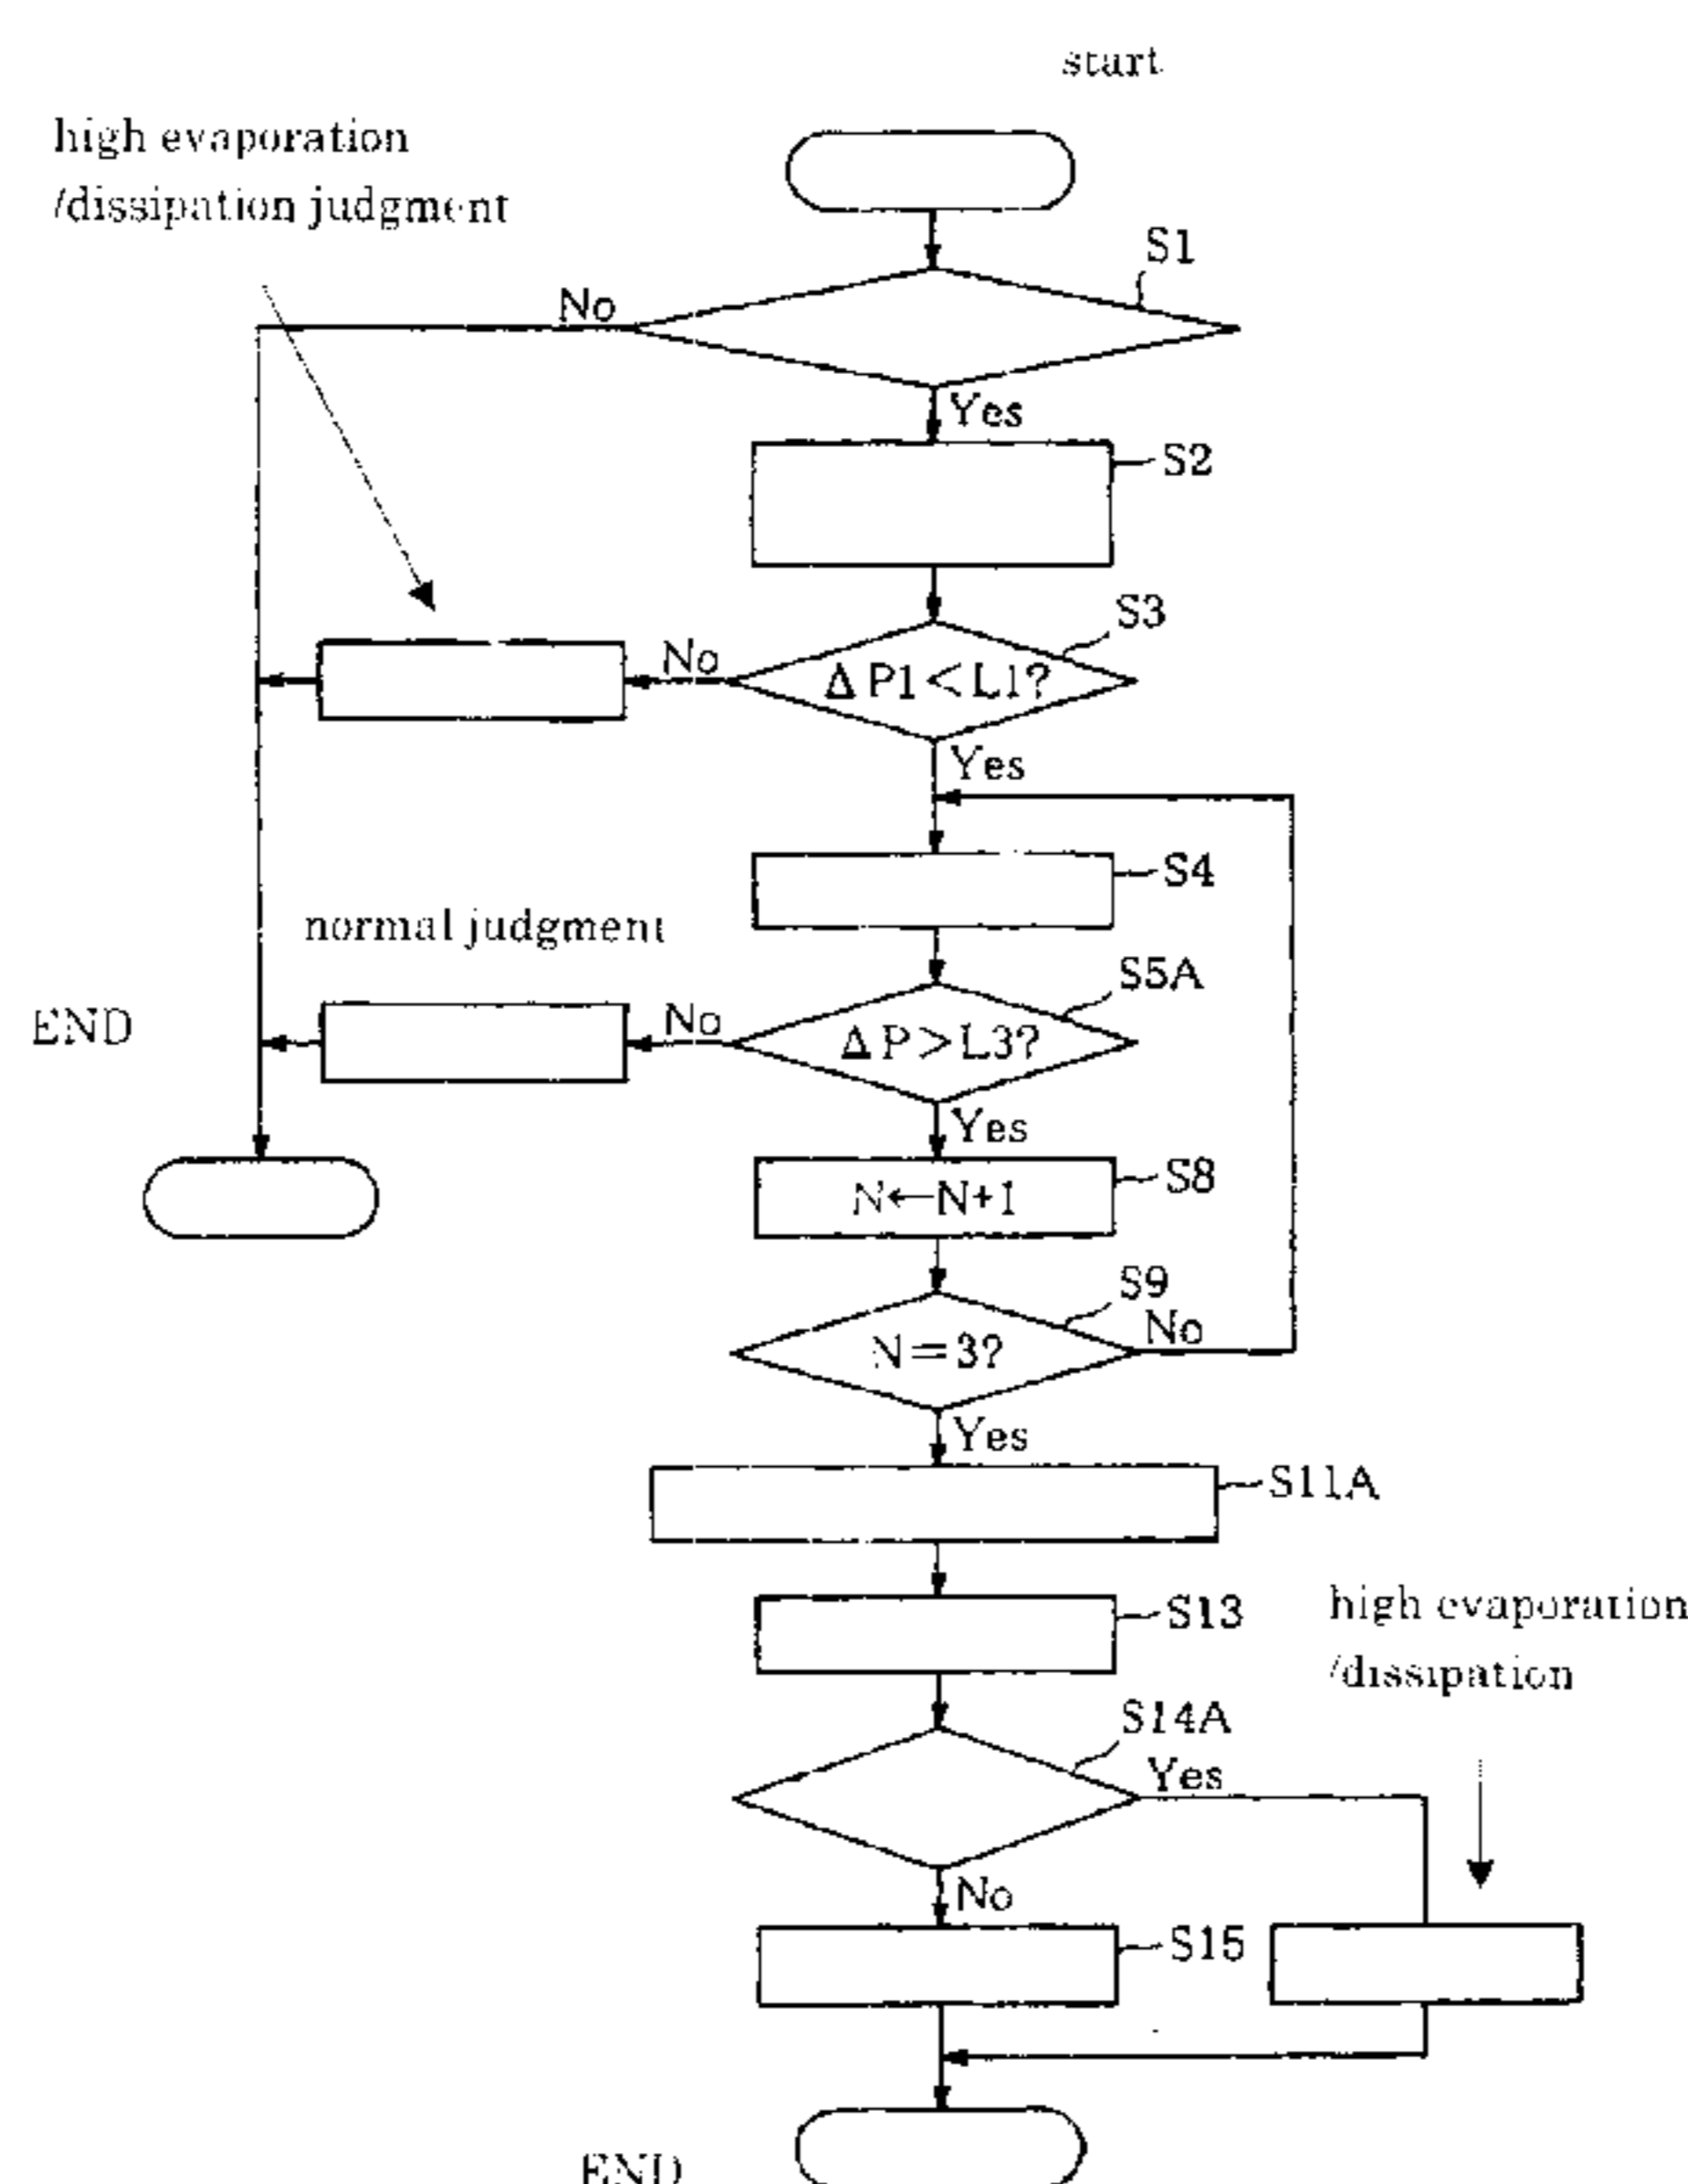 start
high evaporation
/dissipation judgment
S1
No
Yes
S2
S3
No
ΔP1<L1?
Yes
S4
normal judgment
S5A
END
No
ΔP>L3?
Yes
S8
N←N+1
S9
No
N=3?
Yes
S11A
S13
high evaporation
/dissipation
S14A
Yes
No
S15
END